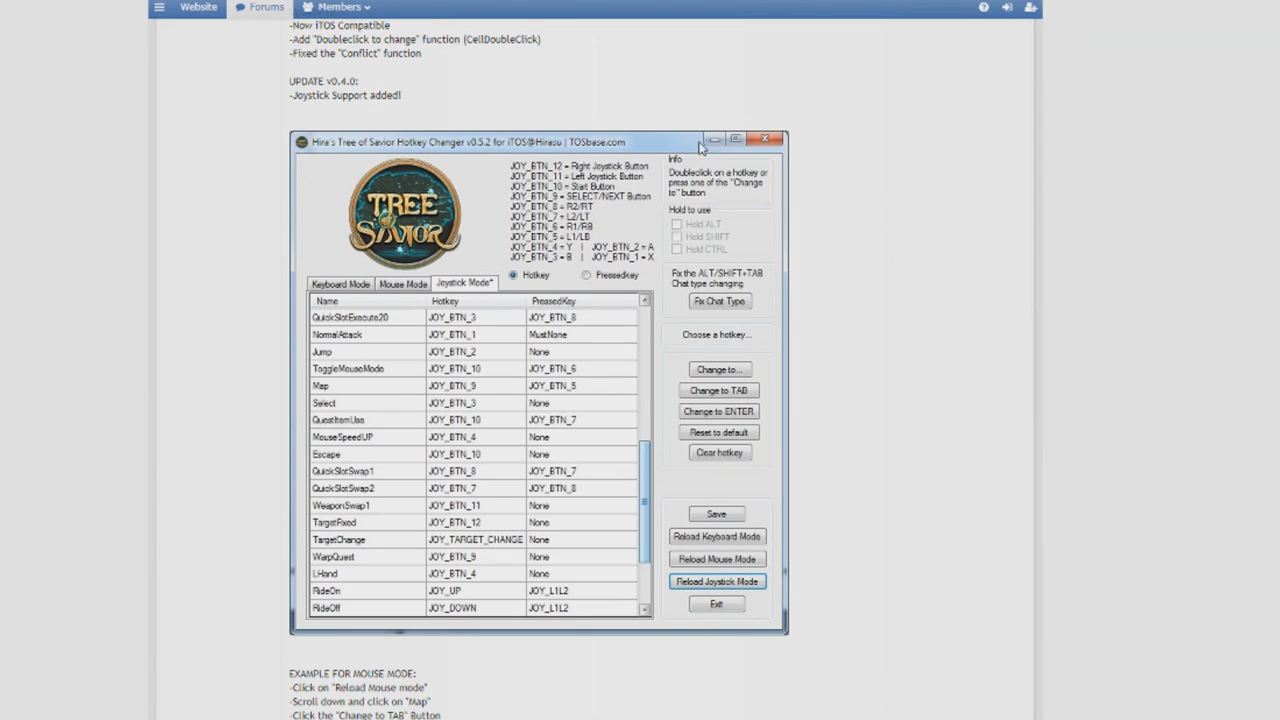 Website
Forums
Members
-Now iTOS Compatible
-Add "Doubleclick to change" function (CellDoubleClick)
-Fixed the "Conflict" function
UPDATE v0.4.0:
-Joystick Support added!
Hira's Tree of Savior Hotkey Changer v0.5.2 for iTOS@Hirasu | TOSbase.com
TREE
of
SAVIOR
JOY_BTN_12 = Right Joystick Button
JOY_BTN_11 = Left Joystick Button
JOY_BTN_10 = Start Button
JOY_BTN_9 = SELECT/NEXT Button
JOY_BTN_8 = R2/RT
JOY_BTN_7 = L2/LT
JOY_BTN_6 = R1/RB
JOY_BTN_5 = L1/LB
JOY_BTN_4 = Y | JOY_BTN_2 = A
JOY_BTN_3 = B | JOY_BTN_1 = X
Hotkey Pressedkey
Keyboard Mode Mouse Mode Joystick Mode*
Name Hotkey PressedKey
QuickSlotExecute20 JOY_BTN_3 JOY_BTN_8
NormalAttack JOY_BTN_1 MustNone
Jump JOY_BTN_2 None
ToggleMouseMode JOY_BTN_10 JOY_BTN_6
Map JOY_BTN_9 JOY_BTN_5
Select JOY_BTN_3 None
QuestItemUse JOY_BTN_10 JOY_BTN_7
MouseSpeedUP JOY_BTN_4 None
Escape JOY_BTN_10 None
QuickSlotSwap1 JOY_BTN_8 JOY_BTN_7
QuickSlotSwap2 JOY_BTN_7 JOY_BTN_8
WeaponSwap1 JOY_BTN_11 None
TargetFixed JOY_BTN_12 None
TargetChange JOY_TARGET_CHANGE None
WarpQuest JOY_BTN_9 None
LHand JOY_BTN_4 None
RideOn JOY_UP JOY_L1L2
RideOff JOY_DOWN JOY_L1L2
Info
Doubleclick on a hotkey or
press one of the "Change
to" button
Hold to use
Hold ALT
Hold SHIFT
Hold CTRL
Fix the ALT/SHIFT+TAB
Chat type changing
Fix Chat Type
Choose a hotkey...
Change to...
Change to TAB
Change to ENTER
Reset to default
Clear hotkey
Save
Reload Keyboard Mode
Reload Mouse Mode
Reload Joystick Mode
Exit
EXAMPLE FOR MOUSE MODE:
-Click on "Reload Mouse mode"
-Scroll down and click on "Map"
-Click the "Change to TAB" Button